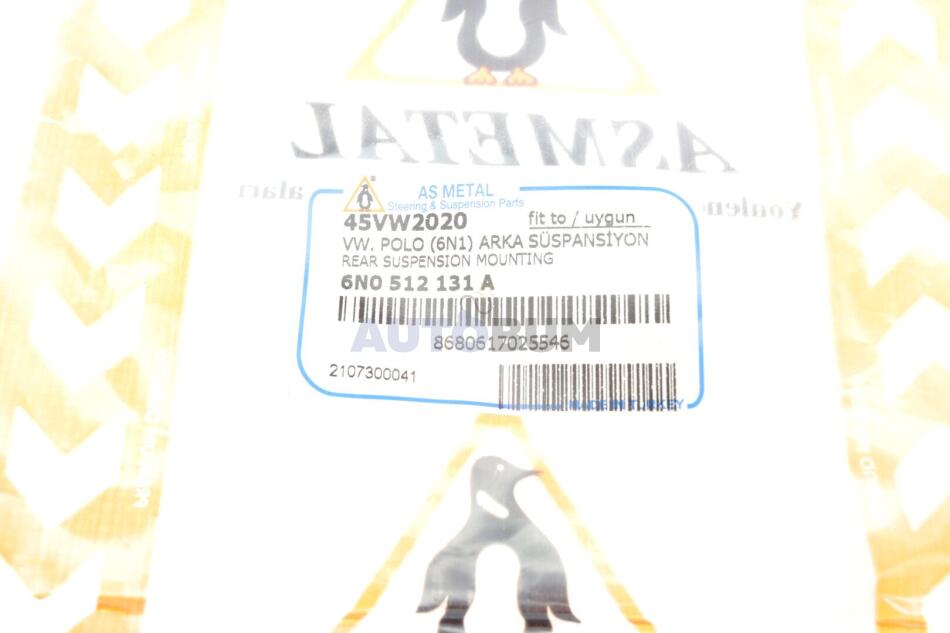 ASMETAL
AS METAL
Steering & Suspension Parts
45VW2020 fit to / uygun
VW. POLO (6N1) ARKA SÜSPANSİYON
REAR SUSPENSION MOUNTING
6N0 512 131 A
AUTOBUM
8680617025546
2107300041
MADE IN TURKEY